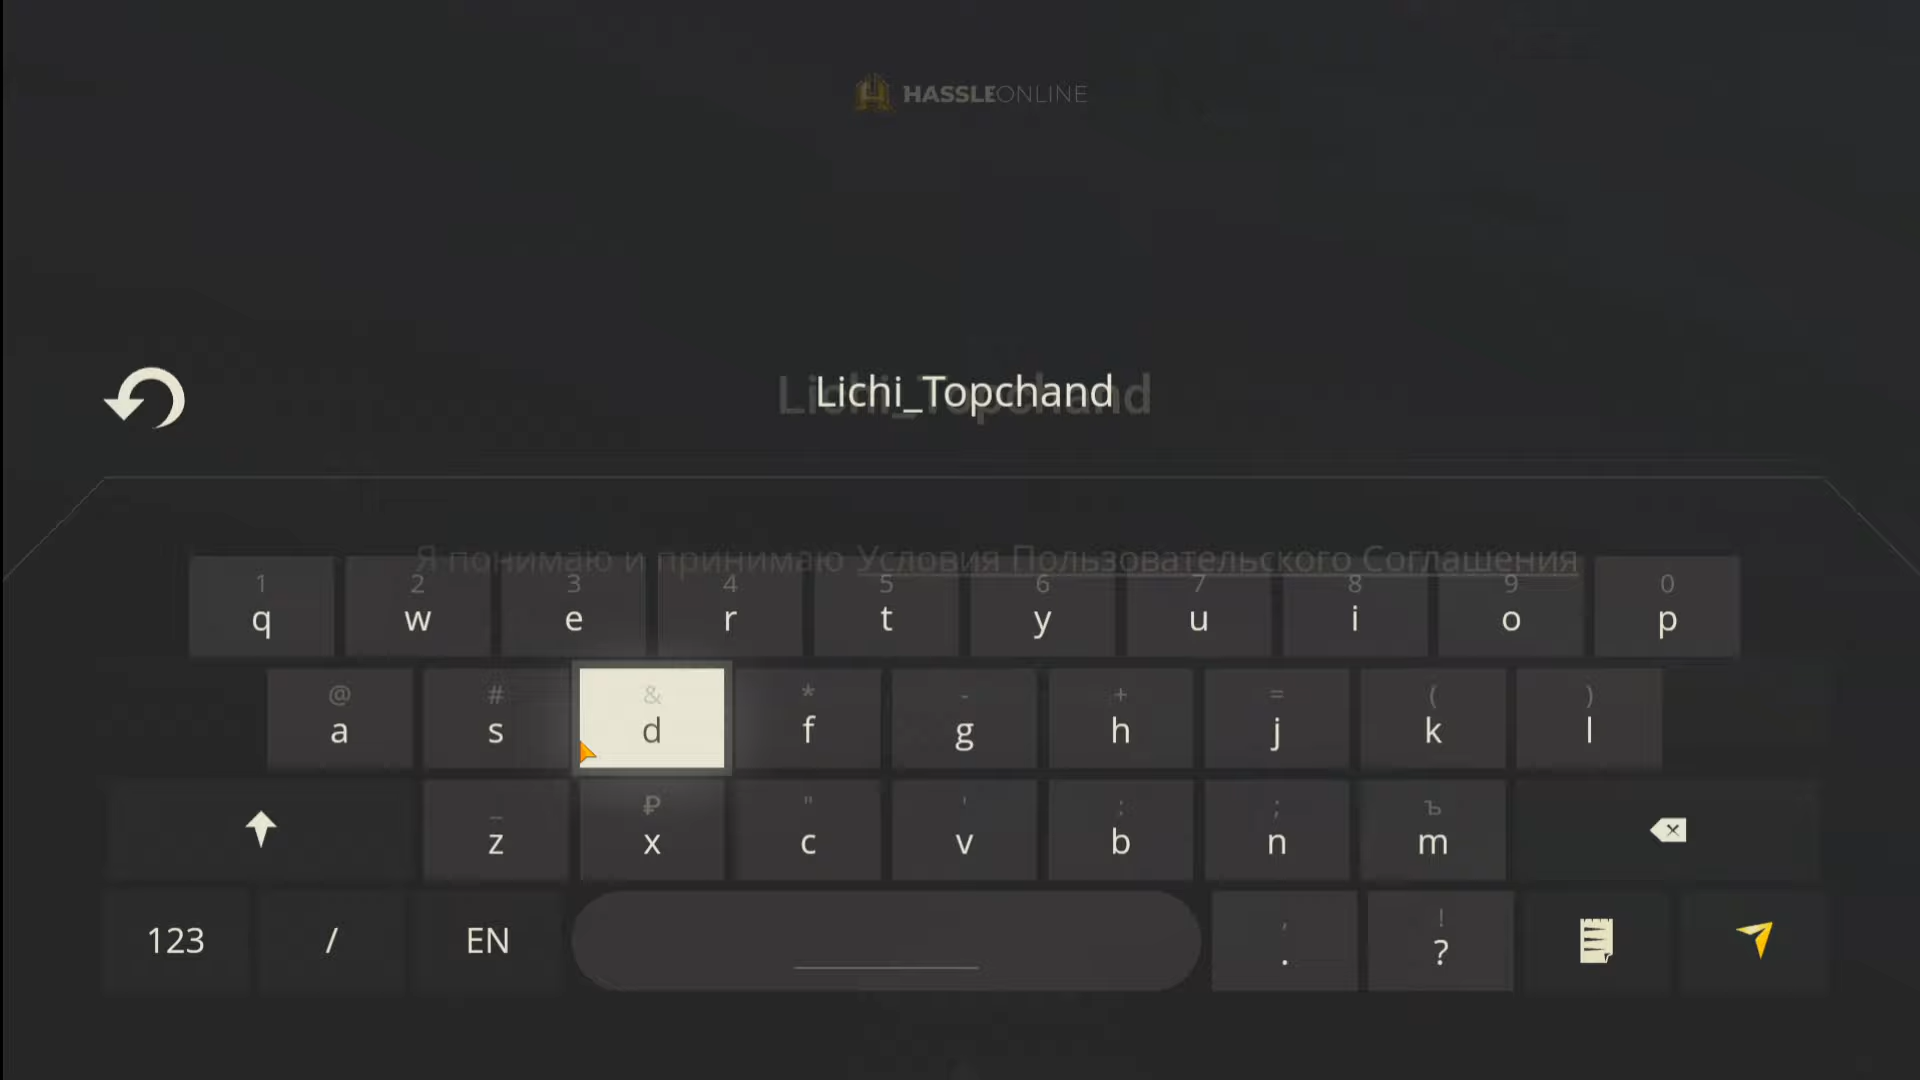 HASSLEONLINE
Lichi_Topchand
Я понимаю и принимаю Условия Пользовательского Соглашения
1 2 3 4 5 6 7 8 9 0
q w e r t y u i o p
@ # & * - + = ( )
a s d f g h j k l
_ ₽ " ' : ; ъ
z x c v b n m
, !
123 / EN . ?